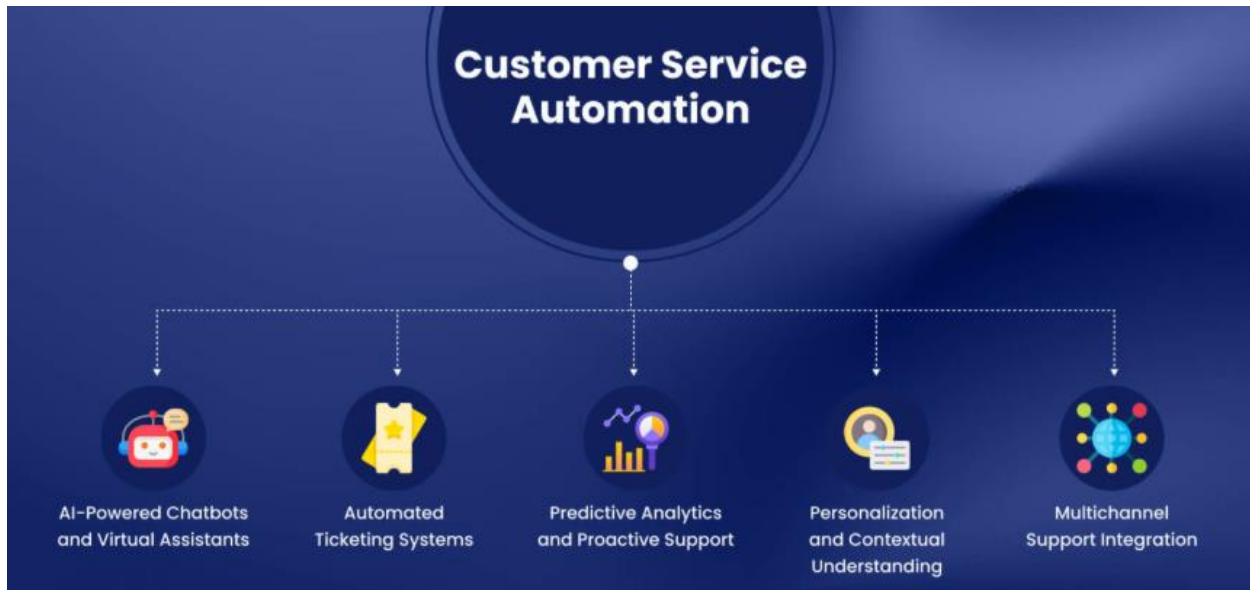 Customer Service
Automation
AI-Powered Chatbots
and Virtual Assistants
Automated
Ticketing Systems
Predictive Analytics
and Proactive Support
Personalization
and Contextual
Understanding
Multichannel
Support Integration